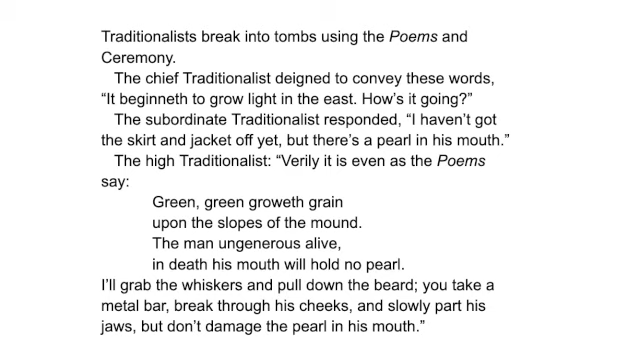 Traditionalists break into tombs using the Poems and
Ceremony.
The chief Traditionalist deigned to convey these words,
“It beginneth to grow light in the east. How’s it going?”
The subordinate Traditionalist responded, “I haven’t got
the skirt and jacket off yet, but there’s a pearl in his mouth.”
The high Traditionalist: “Verily it is even as the Poems
say:
Green, green groweth grain
upon the slopes of the mound.
The man ungenerous alive,
in death his mouth will hold no pearl.
I’ll grab the whiskers and pull down the beard; you take a
metal bar, break through his cheeks, and slowly part his
jaws, but don’t damage the pearl in his mouth.”